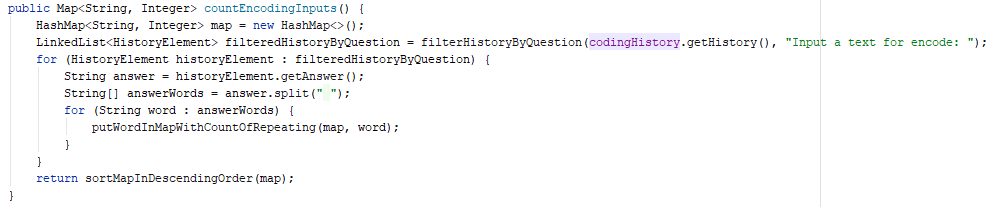 public Map<String, Integer> countEncodingInputs() {
    HashMap<String, Integer> map = new HashMap<>();
    LinkedList<HistoryElement> filteredHistoryByQuestion = filterHistoryByQuestion(codingHistory.getHistory(), "Input a text for encode: ");
    for (HistoryElement historyElement : filteredHistoryByQuestion) {
        String answer = historyElement.getAnswer();
        String[] answerWords = answer.split(" ");
        for (String word : answerWords) {
            putWordInMapWithCountOfRepeating(map, word);
        }
    }
    return sortMapInDescendingOrder(map);
}